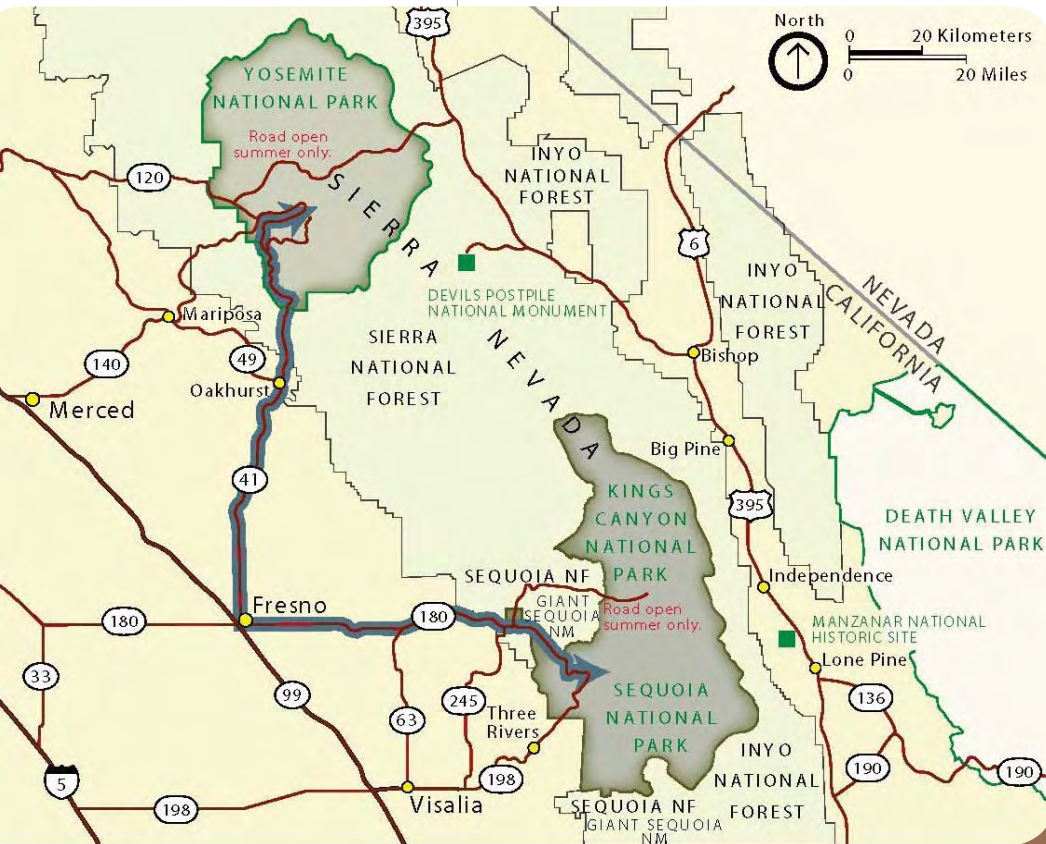 395
North
0
20 Kilometers
0
20 Miles
YOSEMITE
NATIONAL PARK
Road open
summer only.
120
SIERRA
INYO
NATIONAL
FOREST
6
DEVILS POSTPILE
NATIONAL MONUMENT
INYO
NATIONAL
FOREST
NEVADA
CALIFORNIA
Mariposa
SIERRA
NATIONAL
FOREST
NEVADA
140
49
Oakhurst
Merced
Bishop
Big Pine
41
KINGS
CANYON
NATIONAL
PARK
395
DEATH VALLEY
NATIONAL PARK
SEQUOIA NF
Independence
GIANT
SEQUOIA
NM
Road open
summer only.
Fresno
180
180
MANZANAR NATIONAL
HISTORIC SITE
Lone Pine
33
99
63
245
Three
Rivers
SEQUOIA
NATIONAL
PARK
136
INYO
NATIONAL
FOREST
190
190
5
198
Visalia
198
SEQUOIA NF
GIANT SEQUOIA
NM